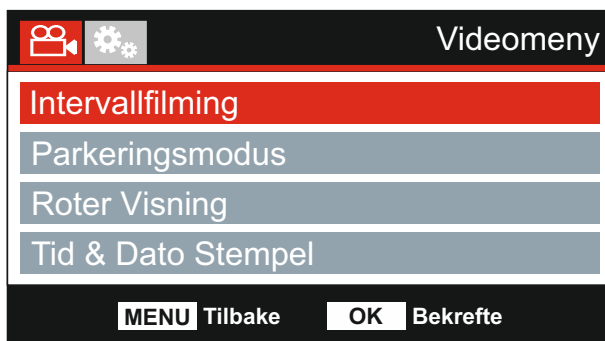 Videomeny
Intervallfilming
Parkeringsmodus
Roter Visning
Tid & Dato Stempel
MENU Tilbake OK Bekrefte